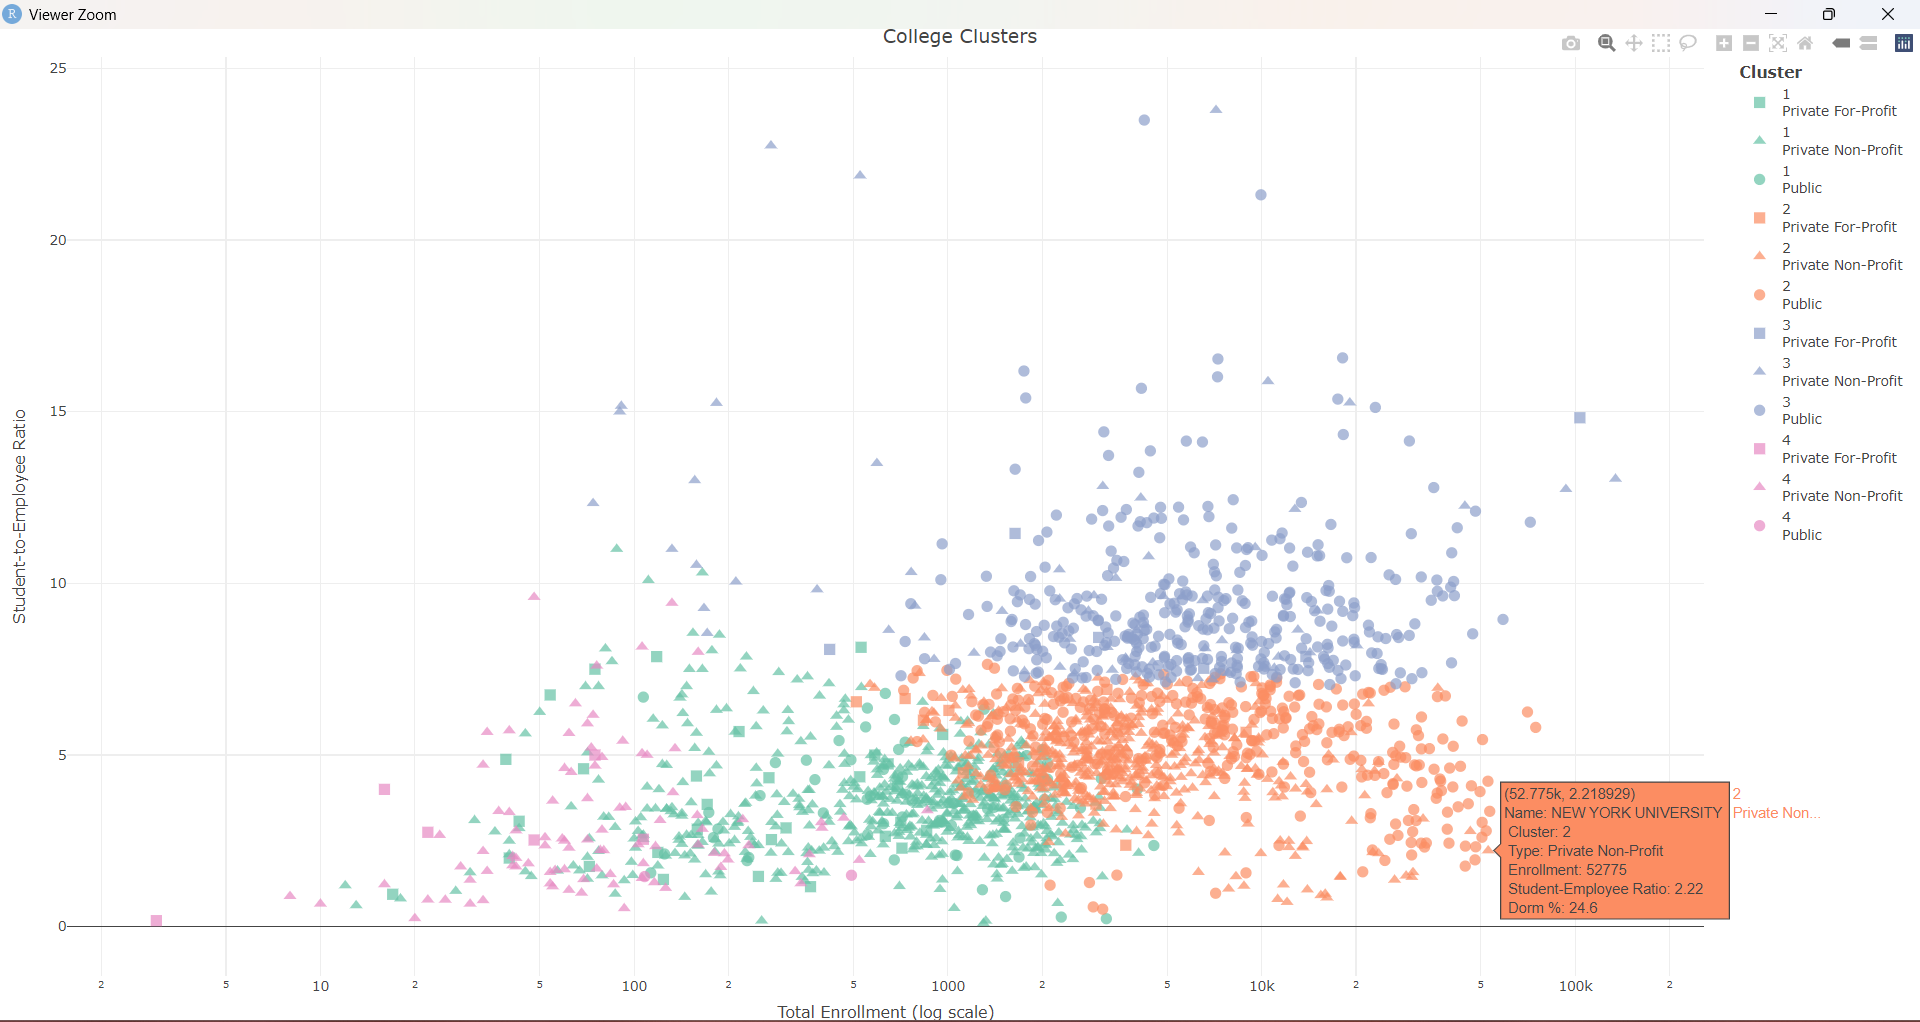 R Viewer Zoom
College Clusters
Cluster
1
Private For-Profit
1
Private Non-Profit
1
Public
2
Private For-Profit
2
Private Non-Profit
2
Public
3
Private For-Profit
3
Private Non-Profit
3
Public
4
Private For-Profit
4
Private Non-Profit
4
Public
Student-to-Employee Ratio
25
20
15
10
5
0
(52.775k, 2.218929)
Name: NEW YORK UNIVERSITY
Cluster: 2
Type: Private Non-Profit
Enrollment: 52775
Student-Employee Ratio: 2.22
Dorm %: 24.6
2
Private Non...
2 5 10 2 5 100 2 5 1000 2 5 10k 2 5 100k 2
Total Enrollment (log scale)